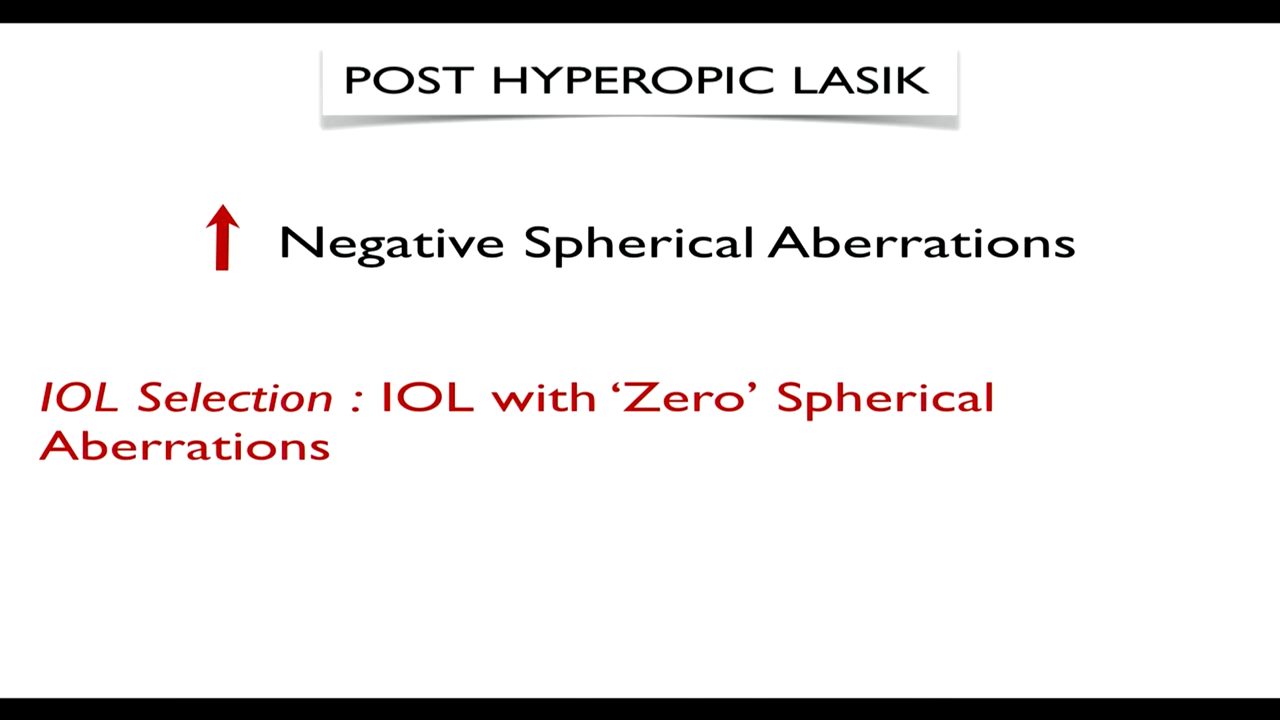 POST HYPEROPIC LASIK
Negative Spherical Aberrations
IOL Selection : IOL with ‘Zero’ Spherical
Aberrations